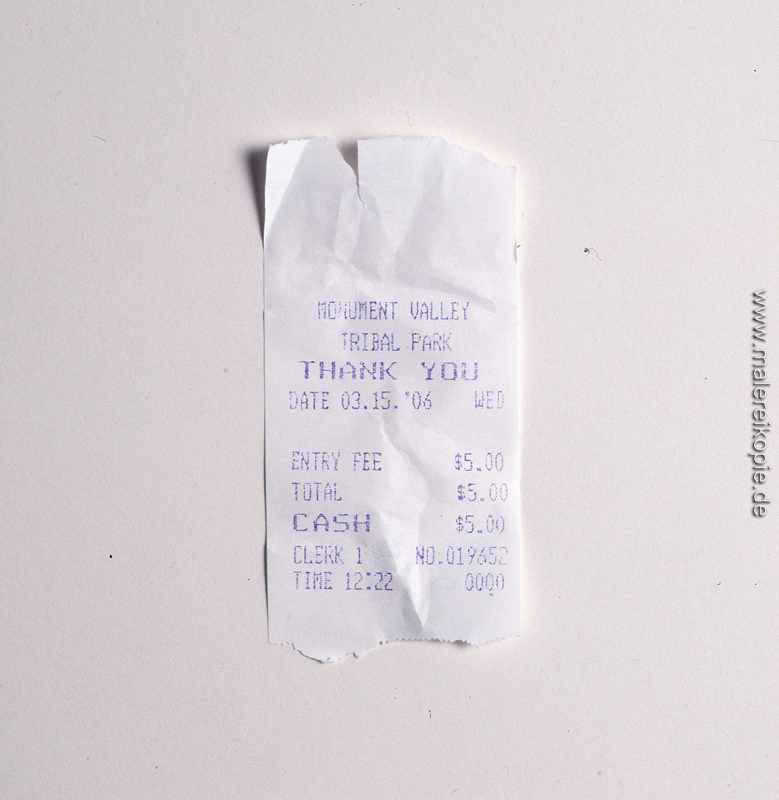 MONUMENT VALLEY
TRIBAL PARK
THANK YOU
DATE 03.15.'06 WED
ENTRY FEE $5.00
TOTAL $5.00
CASH $5.00
CLERK 1 NO.019652
TIME 12:22 0000
www.malereikopie.de